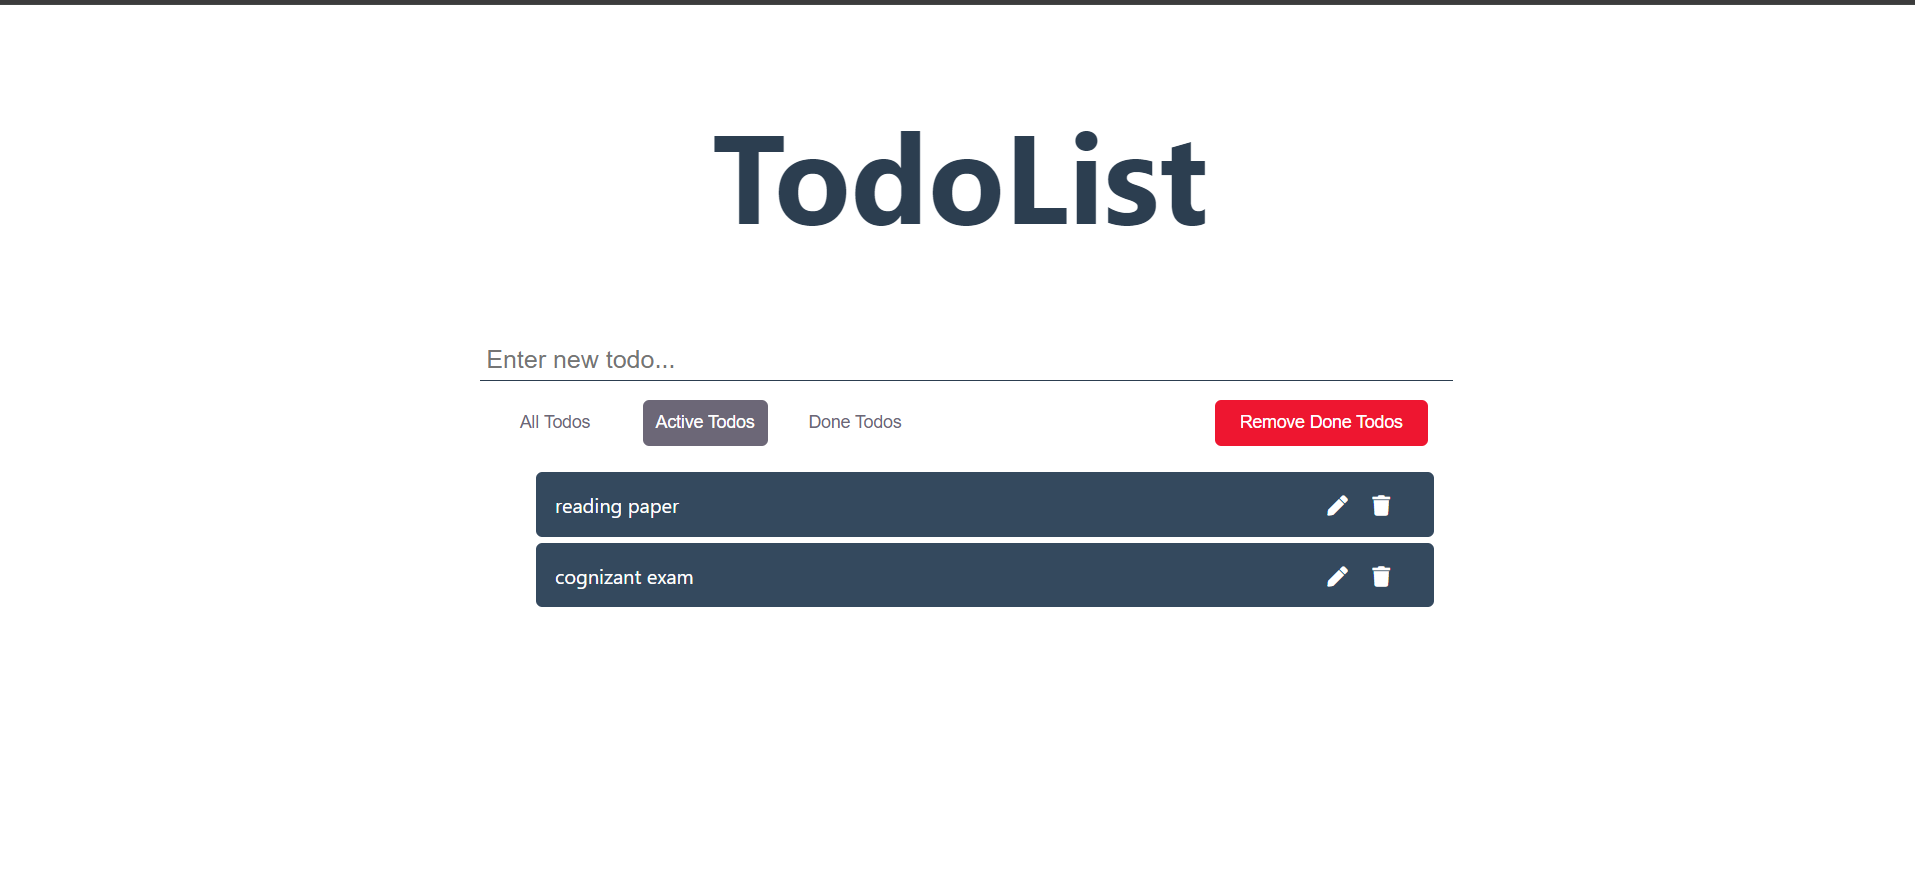 TodoList
Enter new todo...
All Todos Active Todos Done Todos Remove Done Todos
reading paper
cognizant exam